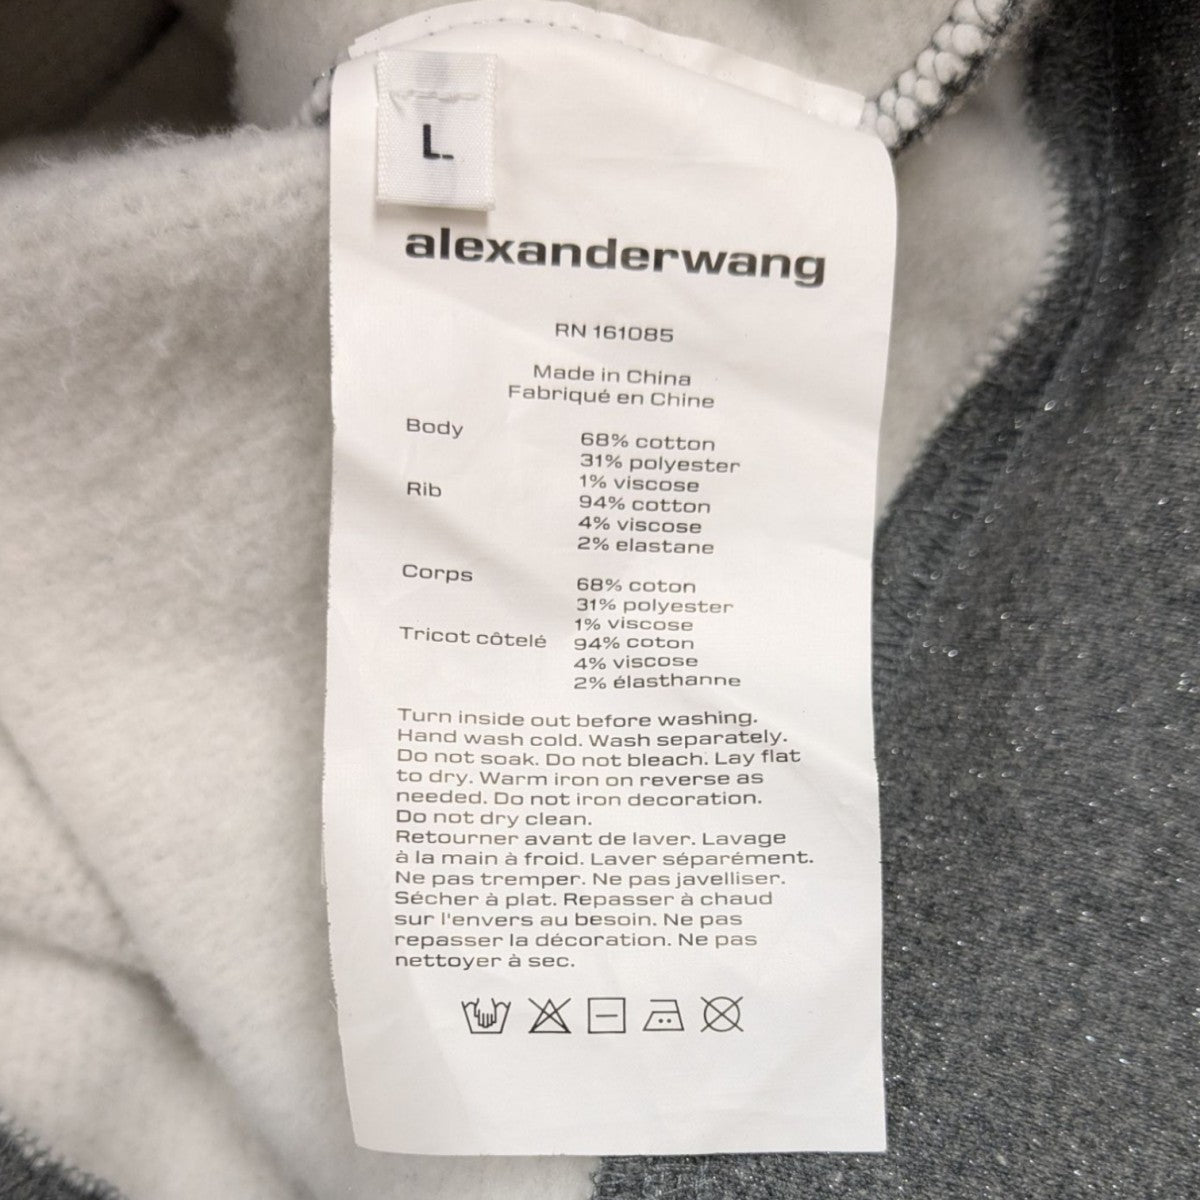 L.
alexanderwang
RN 161085
Made in China
Fabriqué en Chine
Body 68% cotton
31% polyester
1% viscose
Rib 94% cotton
4% viscose
2% elastane
Corps 68% coton
31% polyester
1% viscose
Tricot côtelé 94% coton
4% viscose
2% élasthanne
Turn inside out before washing.
Hand wash cold. Wash separately.
Do not soak. Do not bleach. Lay flat
to dry. Warm iron on reverse as
needed. Do not iron decoration.
Do not dry clean.
Retourner avant de laver. Lavage
à la main à froid. Laver séparément.
Ne pas tremper. Ne pas javelliser.
Sécher à plat. Repasser à chaud
sur l'envers au besoin. Ne pas
repasser la décoration. Ne pas
nettoyer à sec.